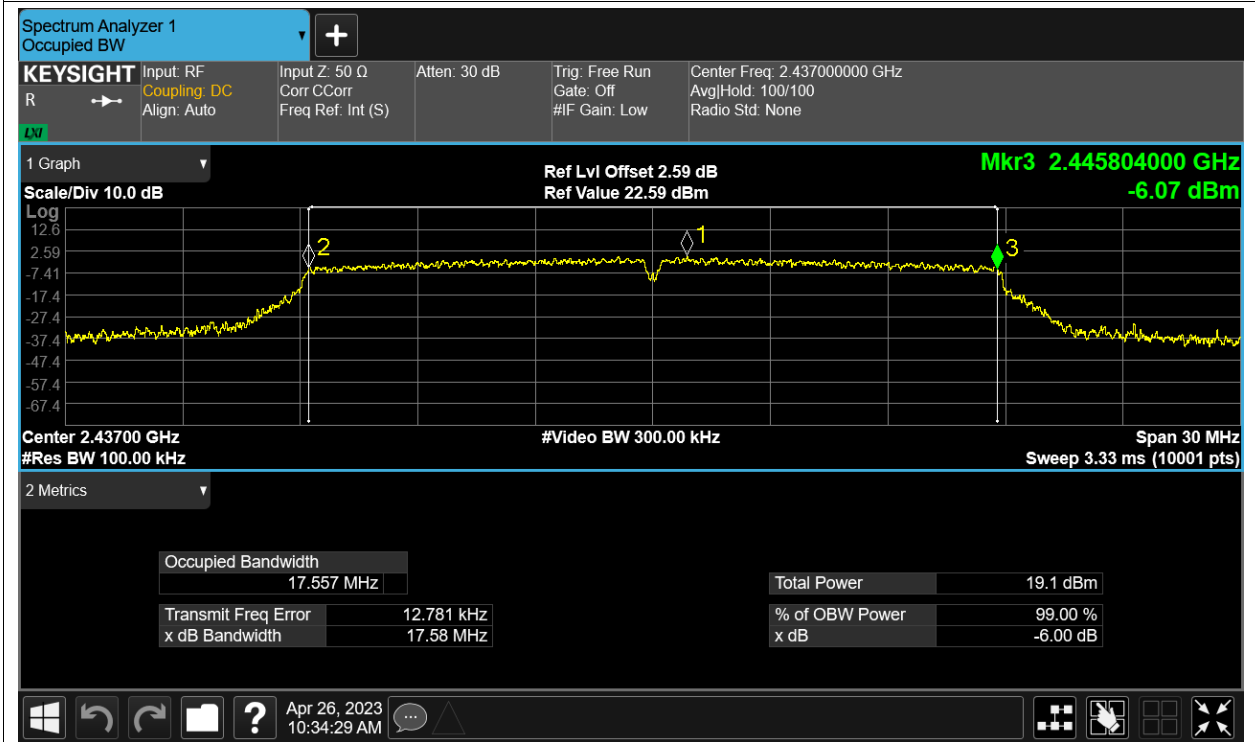 Spectrum Analyzer 1
Occupied BW
KEYSIGHT
R
LXI
Input: RF
Coupling: DC
Align: Auto
Input Z: 50 Ω
Corr CCorr
Freq Ref: Int (S)
Atten: 30 dB
Trig: Free Run
Gate: Off
#IF Gain: Low
Center Freq: 2.437000000 GHz
Avg|Hold: 100/100
Radio Std: None
1 Graph
Scale/Div 10.0 dB
Ref Lvl Offset 2.59 dB
Ref Value 22.59 dBm
Mkr3 2.445804000 GHz
-6.07 dBm
Log
12.6
2.59
-7.41
-17.4
-27.4
-37.4
-47.4
-57.4
-67.4
2
1
3
Center 2.43700 GHz
#Video BW 300.00 kHz
Span 30 MHz
#Res BW 100.00 kHz
Sweep 3.33 ms (10001 pts)
2 Metrics
Occupied Bandwidth
17.557 MHz
Transmit Freq Error 12.781 kHz
x dB Bandwidth 17.58 MHz
Total Power 19.1 dBm
% of OBW Power 99.00 %
x dB -6.00 dB
?
Apr 26, 2023
10:34:29 AM